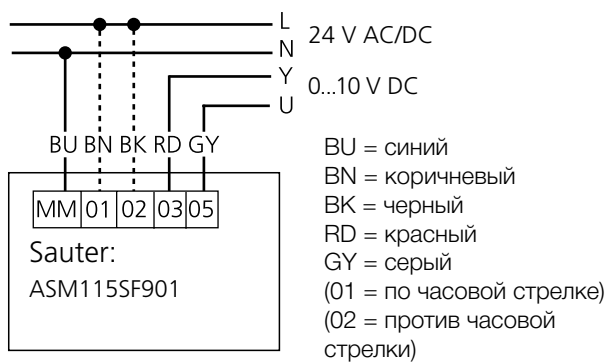 L
N
24 V AC/DC
Y
0...10 V DC
U
BU BN BK RD GY
MM 01 02 03 05
Sauter:
ASM115SF901
BU = синий
BN = коричневый
BK = черный
RD = красный
GY = серый
(01 = по часовой стрелке)
(02 = против часовой
стрелки)